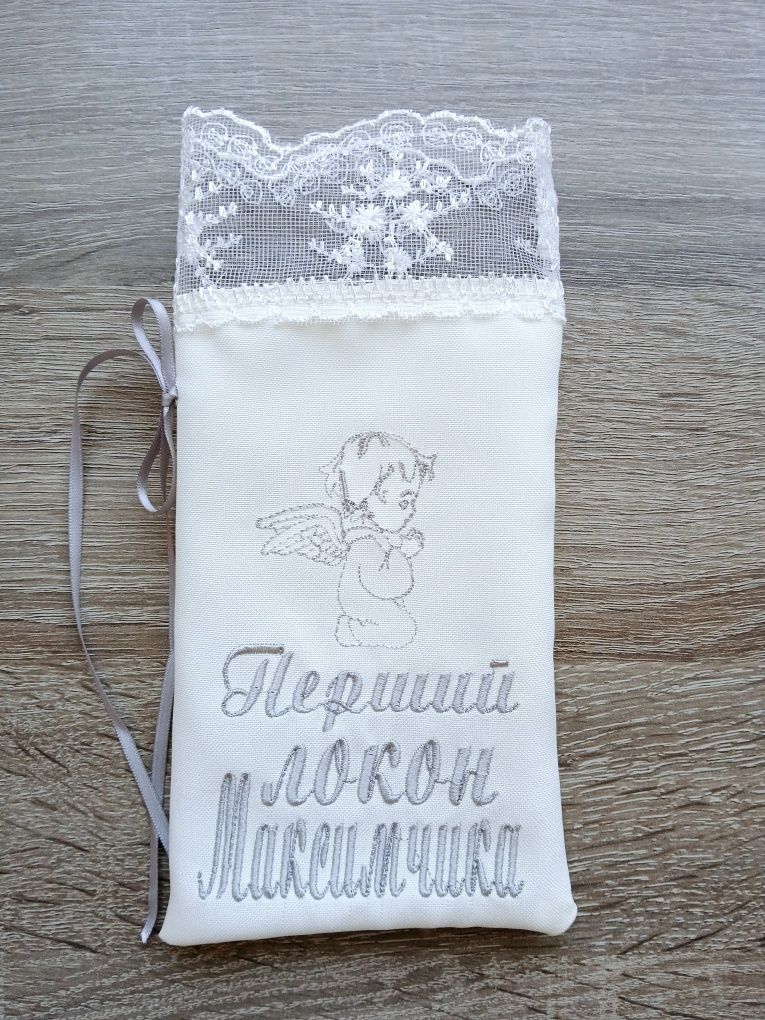 Перший
локон
Максимчика